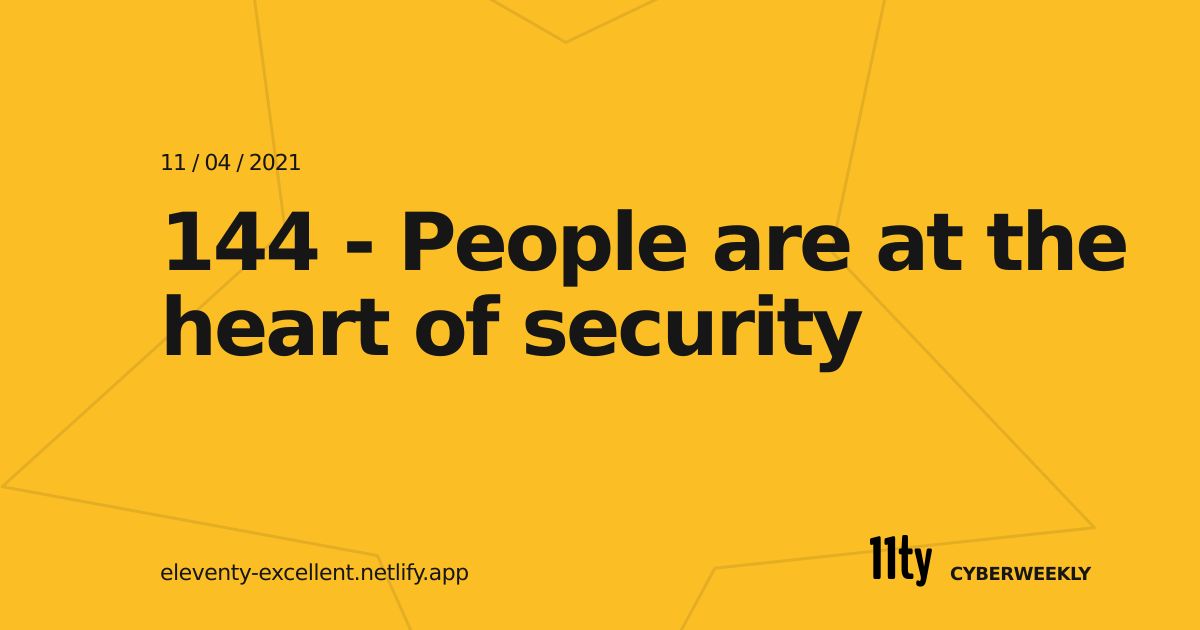 11 / 04 / 2021
144 - People are at the
heart of security
eleventy-excellent.netlify.app
11ty CYBERWEEKLY